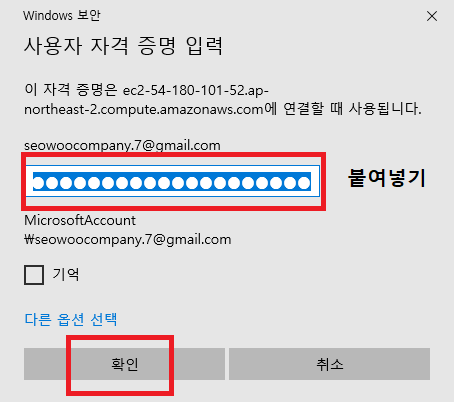 Windows 보안
사용자 자격 증명 입력
이 자격 증명은 ec2-54-180-101-52.ap-
northeast-2.compute.amazonaws.com에 연결할 때 사용됩니다.
seowoocompany.7@gmail.com
●●●●●●●●●●●●●●●●●●●●
붙여넣기
MicrosoftAccount
₩seowoocompany.7@gmail.com
기억
다른 옵션 선택
확인
취소